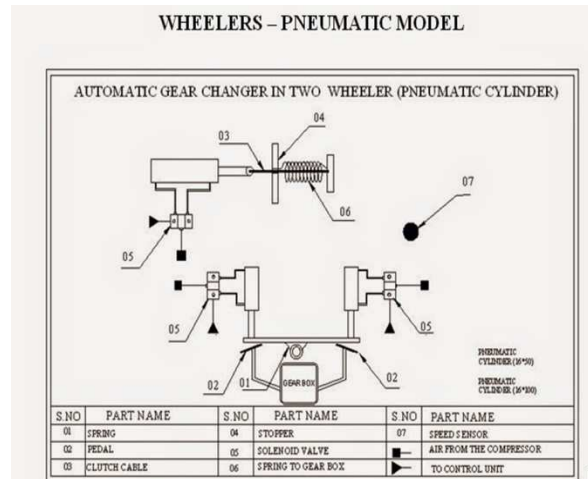 WHEELERS – PNEUMATIC MODEL
AUTOMATIC GEAR CHANGER IN TWO WHEELER (PNEUMATIC CYLINDER)
04
03
07
06
05
05
05
02
01
GEAR BOX
02
PNEUMATIC
CYLINDER (16*50)
PNEUMATIC
CYLINDER (16*100)
S.NO PART NAME S.NO PART NAME S.NO PART NAME
01 SPRING 04 STOPPER 07 SPEED SENSOR
02 PEDAL 05 SOLENOID VALVE AIR FROM THE COMPRESSOR
03 CLUTCH CABLE 06 SPRING TO GEAR BOX TO CONTROL UNIT